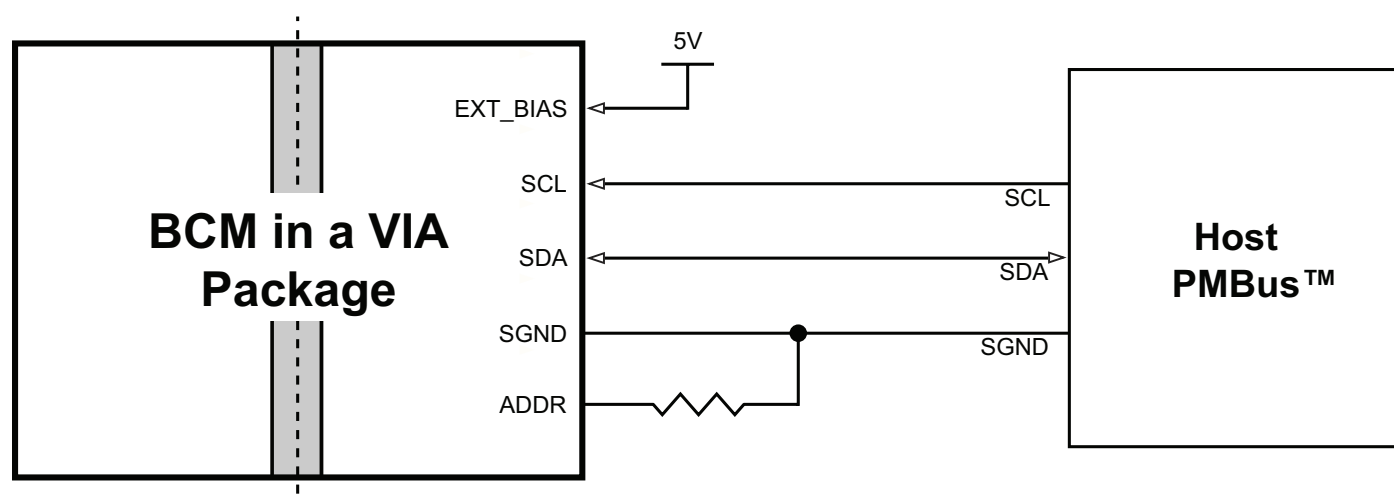 5V
EXT_BIAS
SCL
SCL
BCM in a VIA
Package
SDA
SDA
Host
PMBus™
SGND
SGND
ADDR